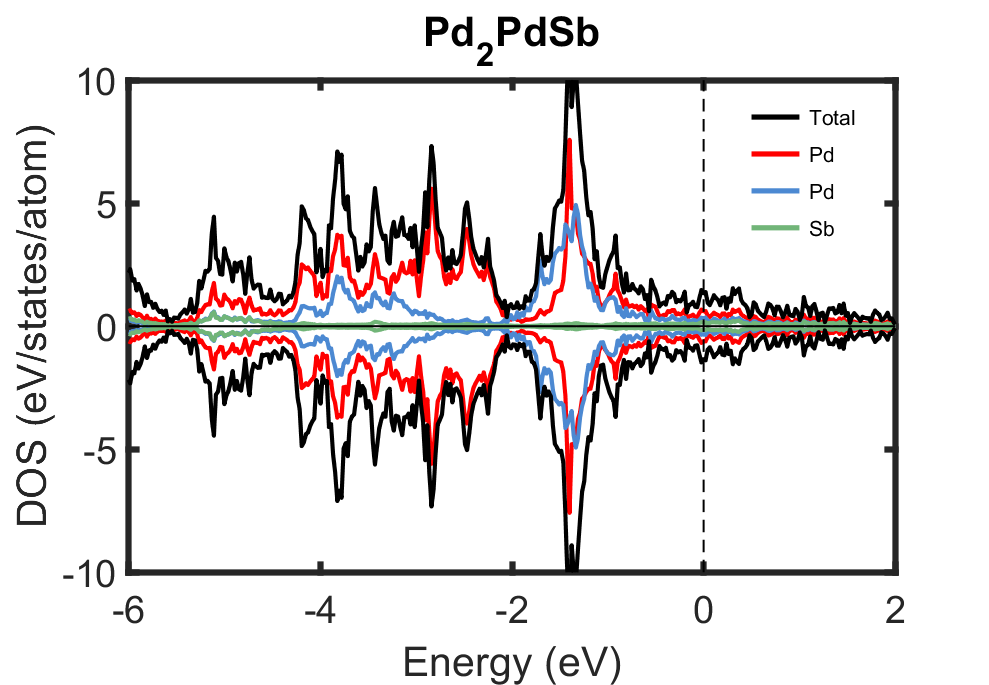 Pd2PdSb
DOS (eV/states/atom)
10
5
0
-5
-10
Total
Pd
Pd
Sb
-6 -4 -2 0 2
Energy (eV)